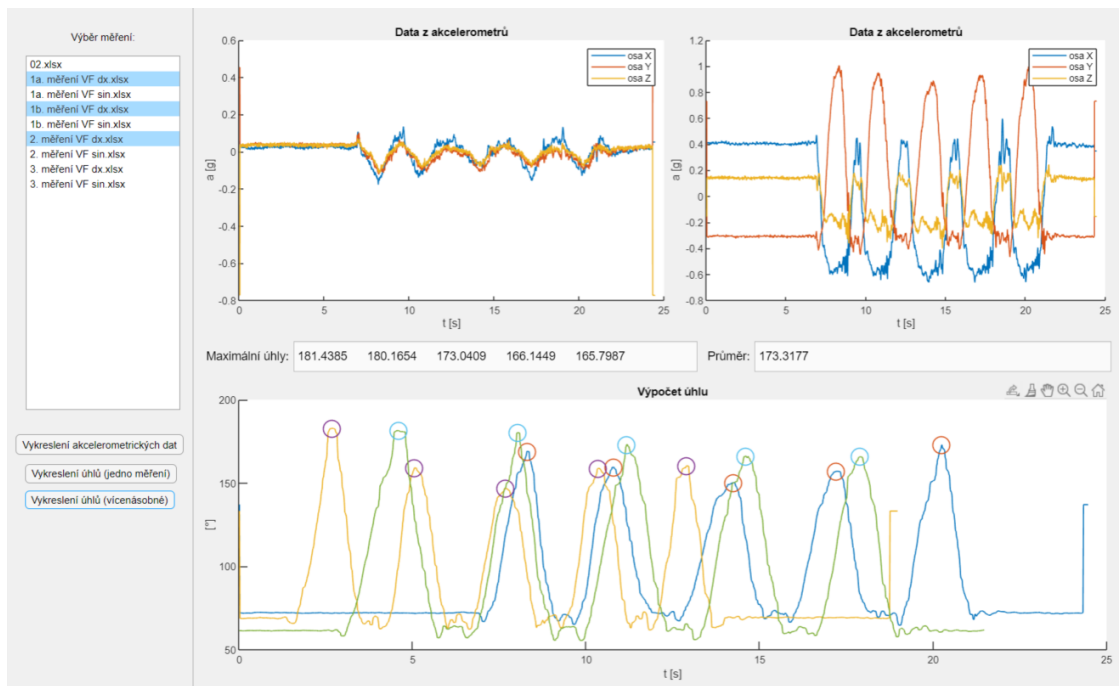 Výběr měření:
02.xlsx
1a. měření VF dx.xlsx
1a. měření VF sin.xlsx
1b. měření VF dx.xlsx
1b. měření VF sin.xlsx
2. měření VF dx.xlsx
2. měření VF sin.xlsx
3. měření VF dx.xlsx
3. měření VF sin.xlsx
Vykreslení akcelerometrických dat
Vykreslení úhlů (jedno měření)
Vykreslení úhlů (vícenásobně)
Data z akcelerometrů
osa X
osa Y
osa Z
a [g]
0.6
0.4
0.2
0
-0.2
-0.4
-0.6
-0.8
0 5 10 15 20 25
t [s]
Data z akcelerometrů
osa X
osa Y
osa Z
a [g]
1.2
1
0.8
0.6
0.4
0.2
0
-0.2
-0.4
-0.6
-0.8
0 5 10 15 20 25
t [s]
Maximální úhly: 181.4385 180.1654 173.0409 166.1449 165.7987
Průměr: 173.3177
Výpočet úhlu
[°]
200
150
100
50
0 5 10 15 20 25
t [s]